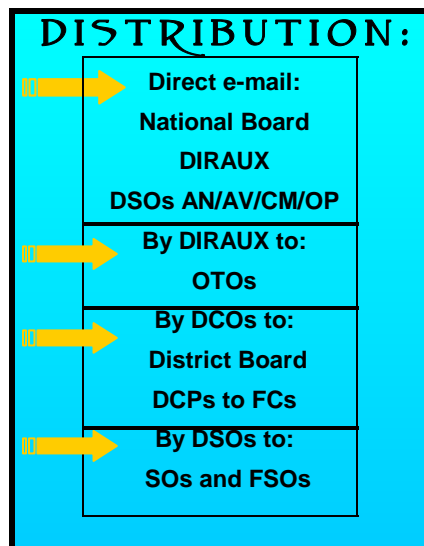 DISTRIBUTION:
Direct e-mail:
National Board
DIRAUX
DSOs AN/AV/CM/OP
By DIRAUX to:
OTOs
By DCOs to:
District Board
DCPs to FCs
By DSOs to:
SOs and FSOs